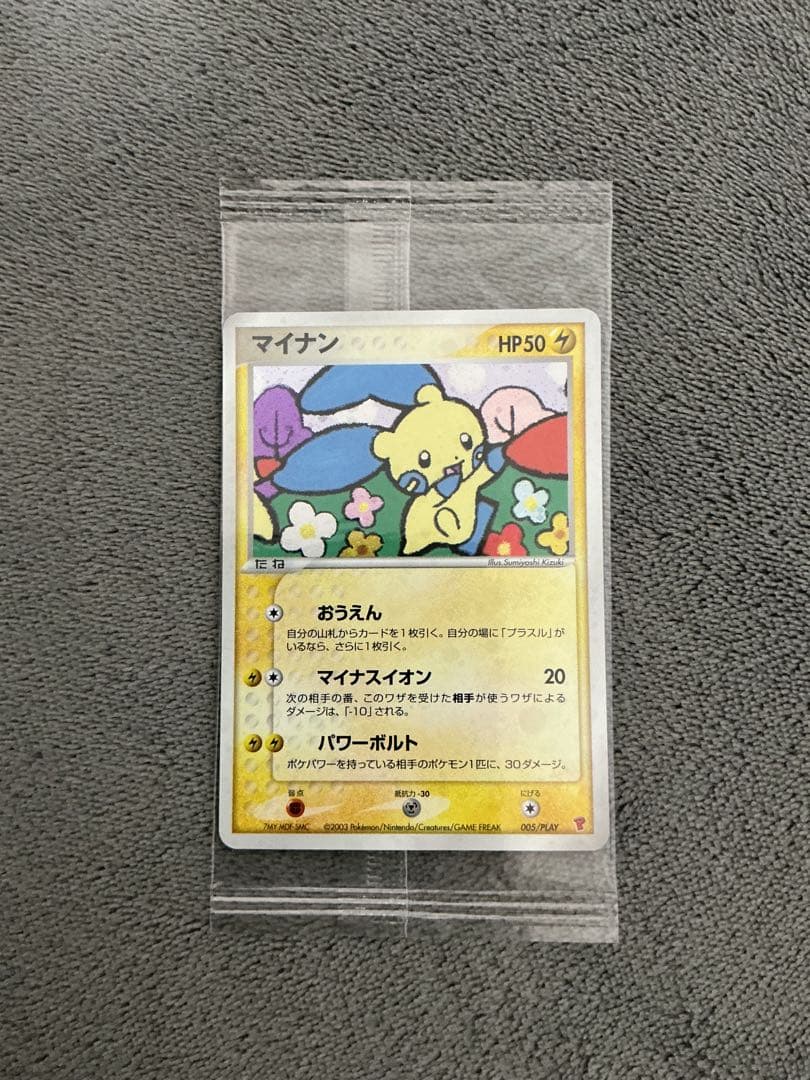 マイナン HP50
たね Illus. Sumiyoshi Kizuki
おうえん
自分の山札からカードを1枚引く。自分の場に「プラスル」が
いるなら、さらに1枚引く。
マイナスイオン 20
次の相手の番、このワザを受けた相手が使うワザによる
ダメージは、「-10」される。
パワーボルト
ポケパワーを持っている相手のポケモン1匹に、30ダメージ。
弱点 抵抗力 -30 にげる
7MY MDF-SMC ©2003 Pokémon/Nintendo/Creatures/GAME FREAK 005/PLAY